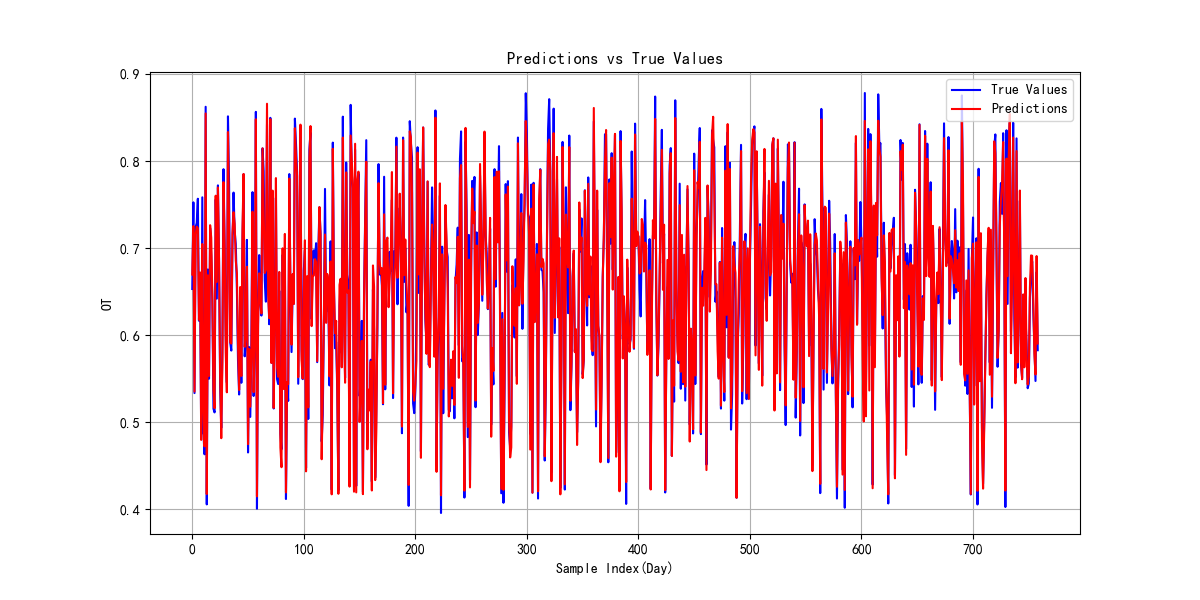 Predictions vs True Values
True Values
Predictions
0.9
0.8
0.7
0.6
0.5
0.4
OT
0 100 200 300 400 500 600 700
Sample Index(Day)